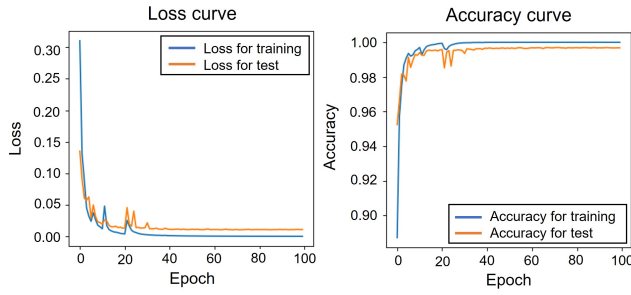 Loss curve
0.30
0.25
0.20
0.15
0.10
0.05
0.00
Loss
Loss for training
Loss for test
0 20 40 60 80 100
Epoch
Accuracy curve
1.00
0.98
0.96
0.94
0.92
0.90
Accuracy
Accuracy for training
Accuracy for test
0 20 40 60 80 100
Epoch